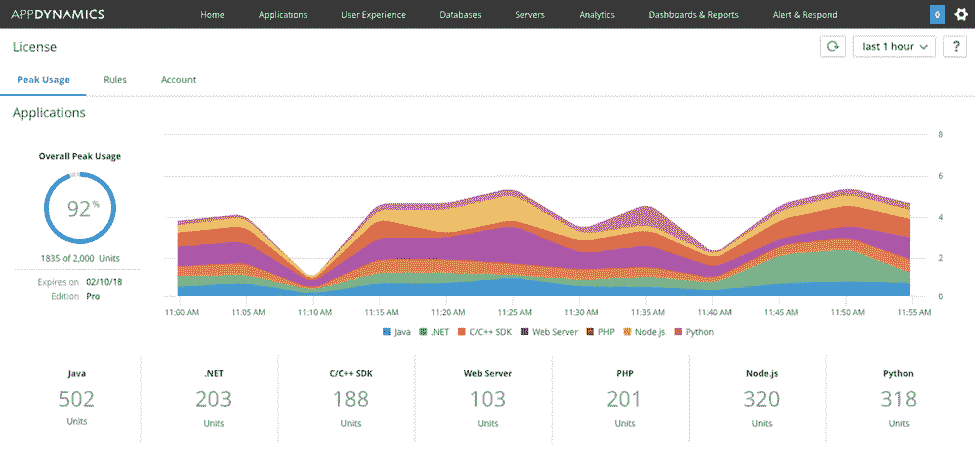 APPDYNAMICS Home Applications User Experience Databases Servers Analytics Dashboards & Reports Alert & Respond 0
License last 1 hour ?
Peak Usage Rules Account
Applications
8
6
4
2
0
Overall Peak Usage
92%
1835 of 2,000 Units
Expires on 02/10/18
Edition Pro
11:00 AM 11:05 AM 11:10 AM 11:15 AM 11:20 AM 11:25 AM 11:30 AM 11:35 AM 11:40 AM 11:45 AM 11:50 AM 11:55 AM
Java .NET C/C++ SDK Web Server PHP Node.js Python
Java .NET C/C++ SDK Web Server PHP Node.js Python
502 203 188 103 201 320 318
Units Units Units Units Units Units Units